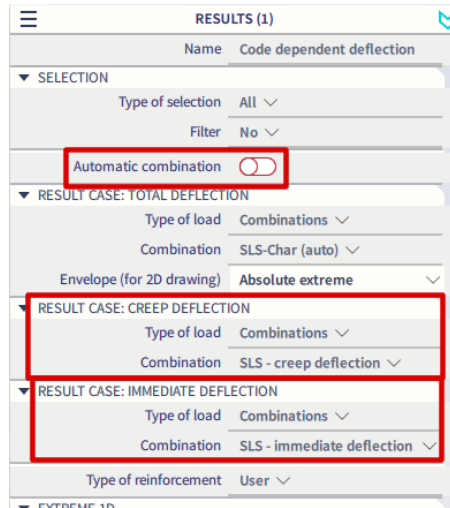 RESULTS (1)
Name Code dependent deflection
SELECTION
Type of selection All
Filter No
Automatic combination
RESULT CASE: TOTAL DEFLECTION
Type of load Combinations
Combination SLS-Char (auto)
Envelope (for 2D drawing) Absolute extreme
RESULT CASE: CREEP DEFLECTION
Type of load Combinations
Combination SLS - creep deflection
RESULT CASE: IMMEDIATE DEFLECTION
Type of load Combinations
Combination SLS - immediate deflection
Type of reinforcement User
EXTREME 1D